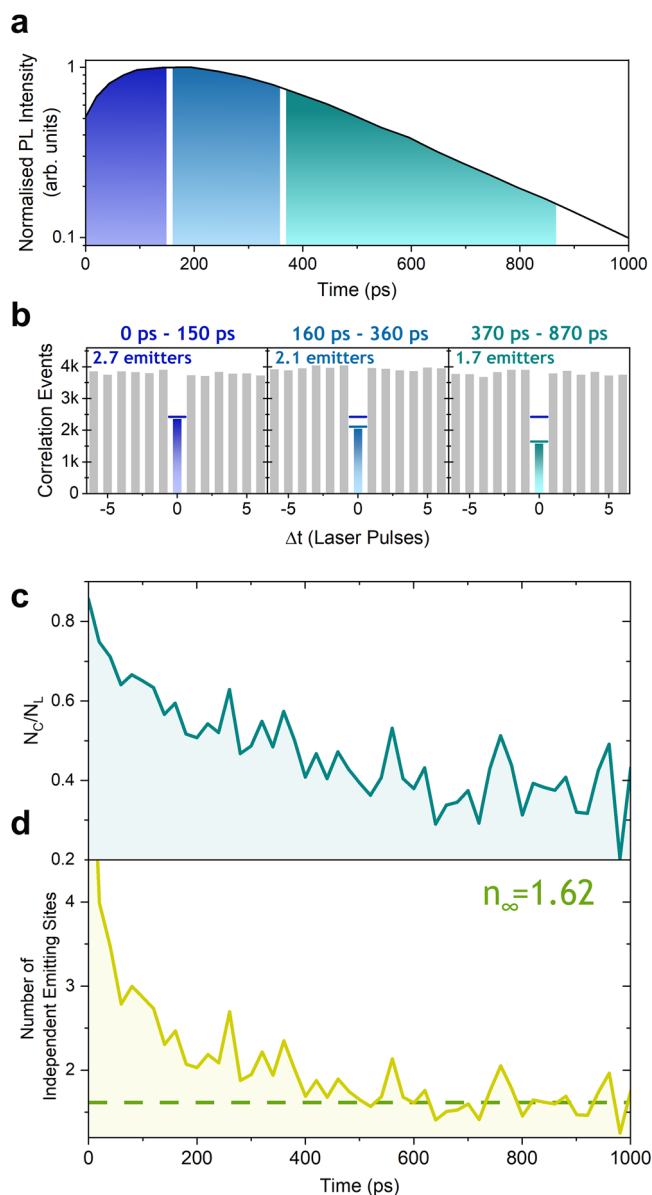 a
Normalised PL Intensity
(arb. units)
1
0.1
0 200 400 600 800 1000
Time (ps)
b
0 ps - 150 ps 160 ps - 360 ps 370 ps - 870 ps
2.7 emitters 2.1 emitters 1.7 emitters
Correlation Events
4k
3k
2k
1k
0
-5 0 5 -5 0 5 -5 0 5
Δt (Laser Pulses)
c
N_C/N_L
0.8
0.6
0.4
0.2
d
n∞=1.62
Number of
Independent Emitting Sites
4
3
2
0 200 400 600 800 1000
Time (ps)